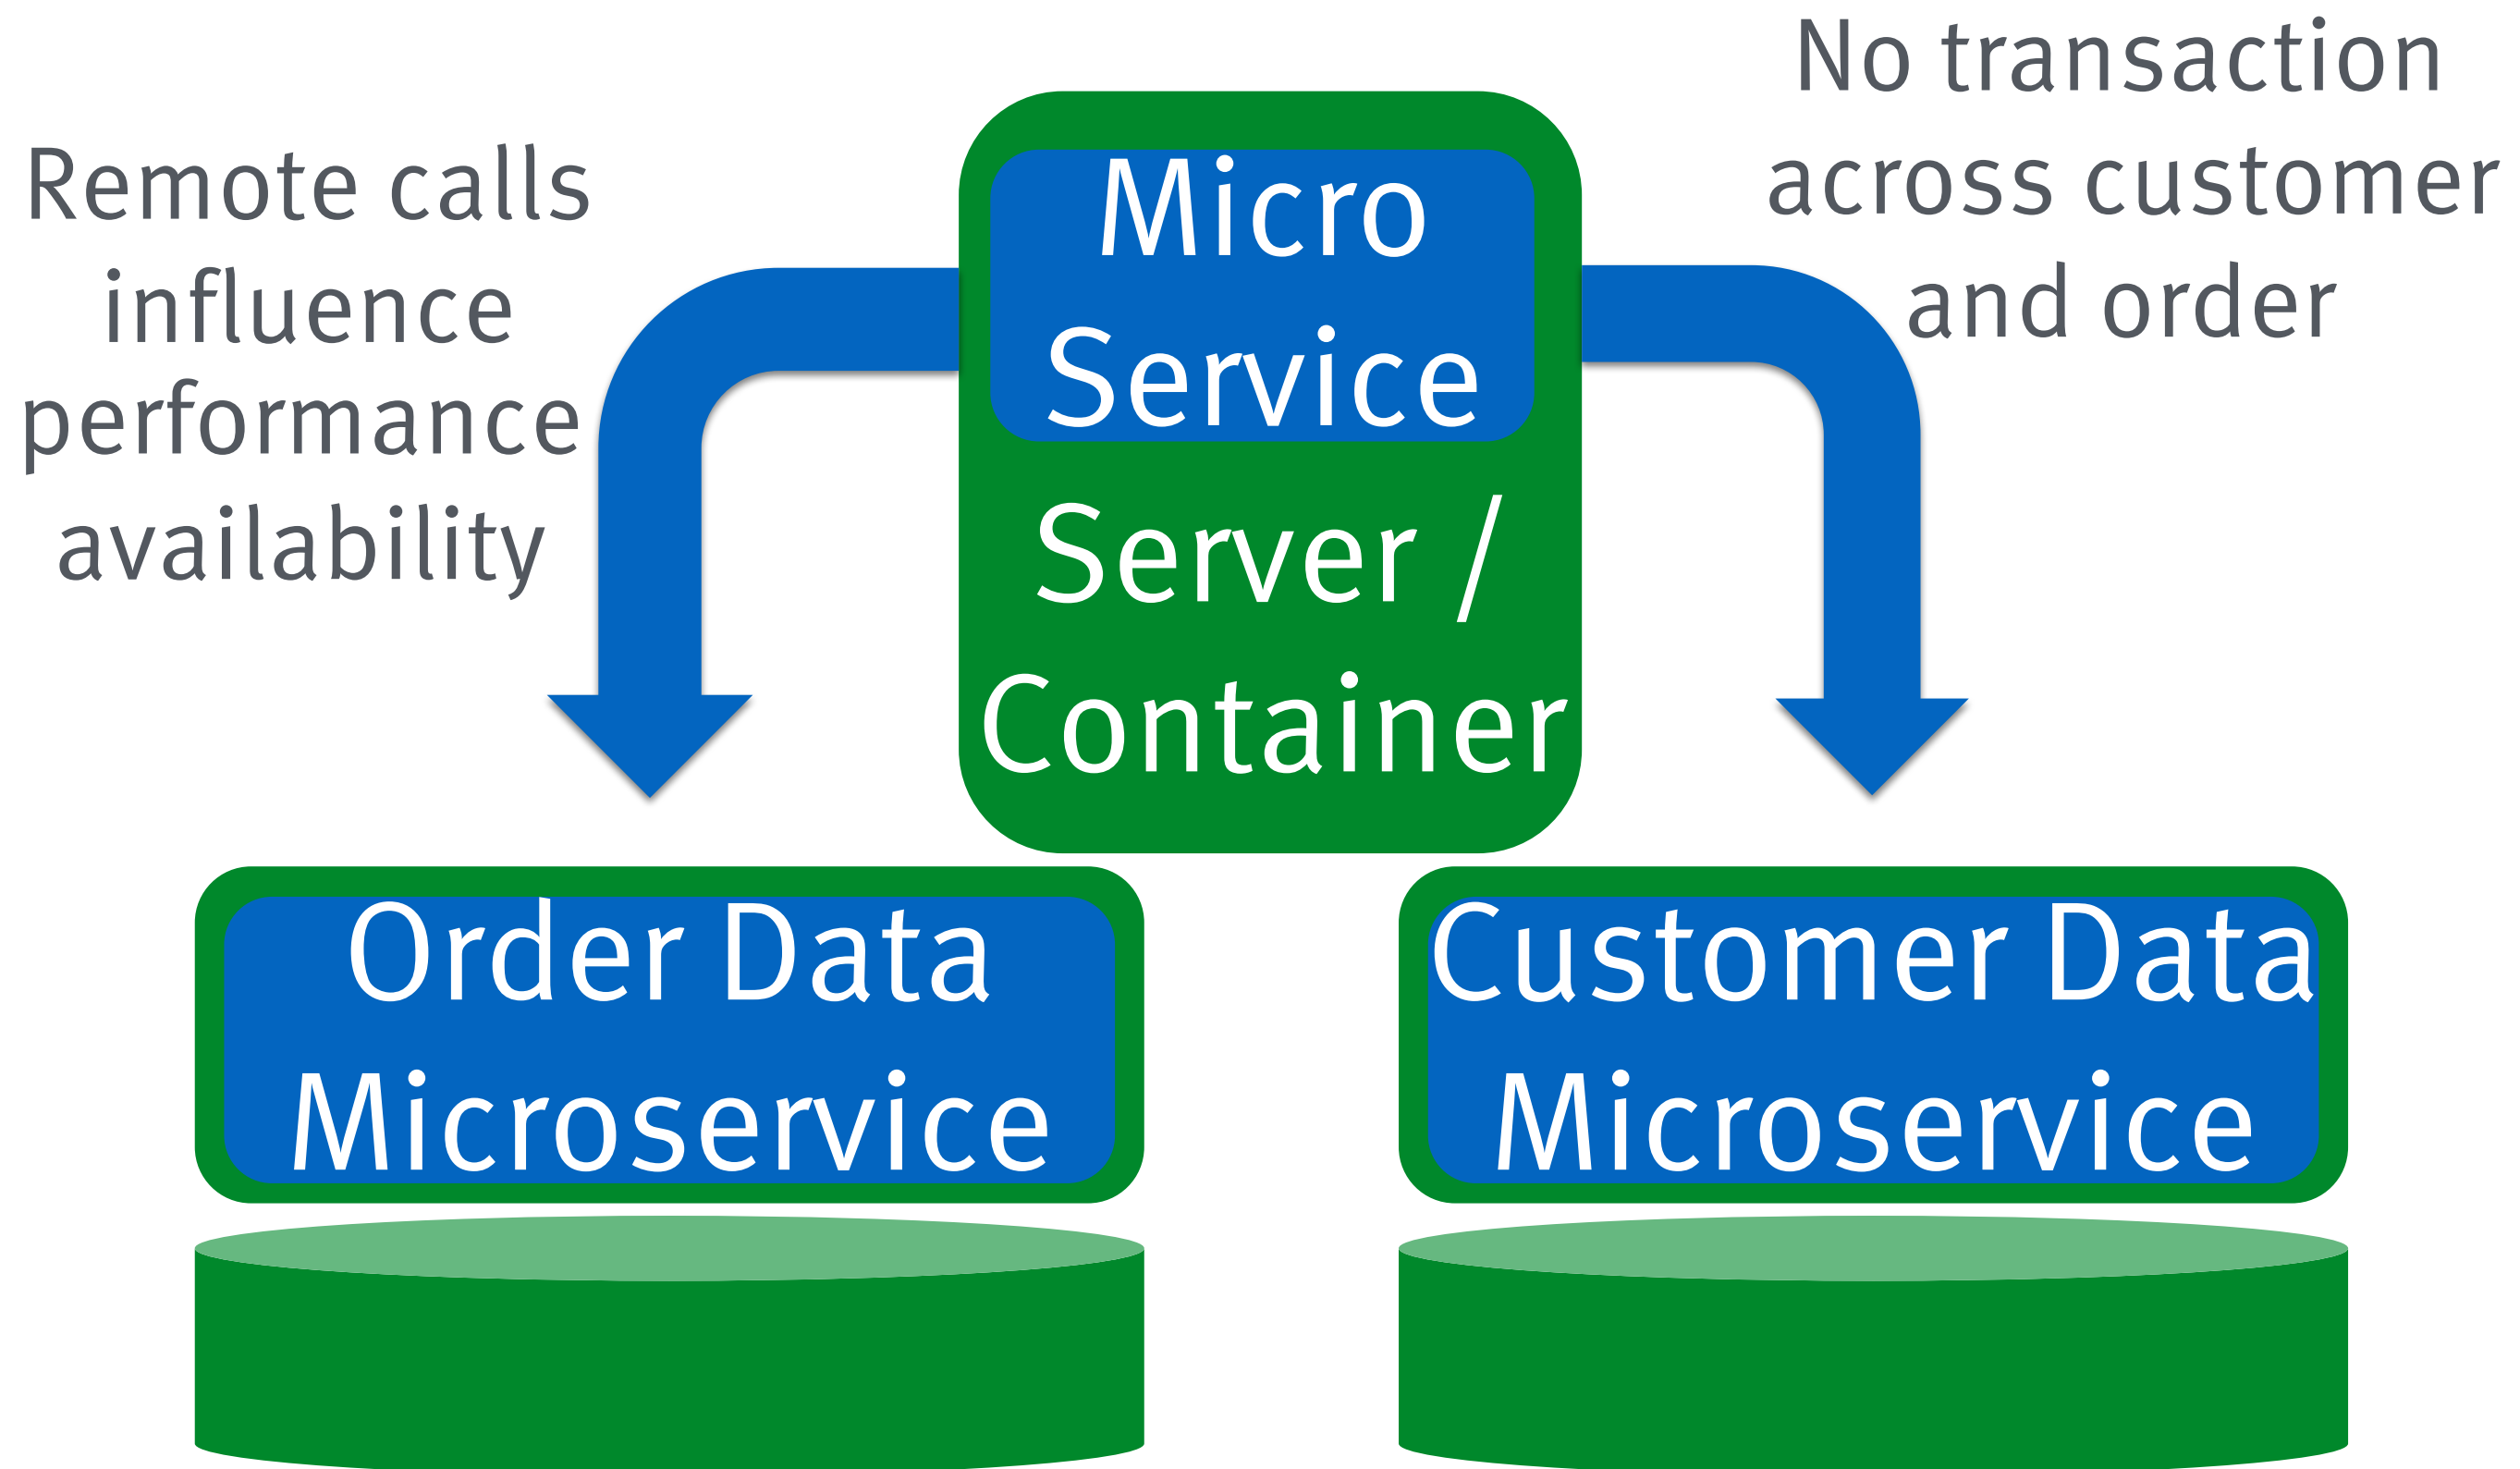 Remote calls
influence
performance
availability
Micro
Service
Server /
Container
No transaction
across customer
and order
Order Data
Microservice
Customer Data
Microservice